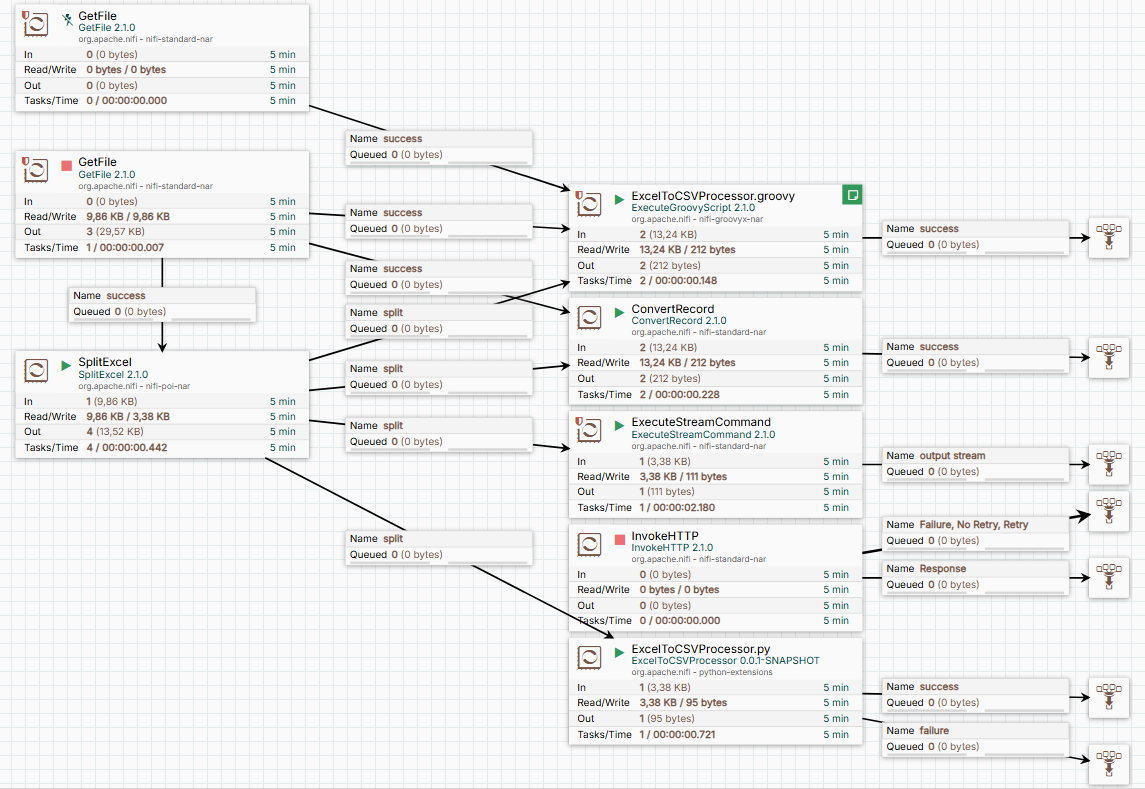 GetFile
GetFile 2.1.0
org.apache.nifi - nifi-standard-nar
In 0 (0 bytes) 5 min
Read/Write 0 bytes / 0 bytes 5 min
Out 0 (0 bytes) 5 min
Tasks/Time 0 / 00:00:00.000 5 min
Name success
Queued 0 (0 bytes)
GetFile
GetFile 2.1.0
org.apache.nifi - nifi-standard-nar
In 0 (0 bytes) 5 min
Read/Write 9,86 KB / 9,86 KB 5 min
Out 3 (29,57 KB) 5 min
Tasks/Time 1 / 00:00:00.007 5 min
Name success
Queued 0 (0 bytes)
Name success
Queued 0 (0 bytes)
Name success
Queued 0 (0 bytes)
SplitExcel
SplitExcel 2.1.0
org.apache.nifi - nifi-poi-nar
In 1 (9,86 KB) 5 min
Read/Write 9,86 KB / 3,38 KB 5 min
Out 4 (13,52 KB) 5 min
Tasks/Time 4 / 00:00:00.442 5 min
Name split
Queued 0 (0 bytes)
Name split
Queued 0 (0 bytes)
Name split
Queued 0 (0 bytes)
Name split
Queued 0 (0 bytes)
ExcelToCSVProcessor.groovy
ExecuteGroovyScript 2.1.0
org.apache.nifi - nifi-groovyx-nar
In 2 (13,24 KB) 5 min
Read/Write 13,24 KB / 212 bytes 5 min
Out 2 (212 bytes) 5 min
Tasks/Time 2 / 00:00:00.148 5 min
Name success
Queued 0 (0 bytes)
ConvertRecord
ConvertRecord 2.1.0
org.apache.nifi - nifi-standard-nar
In 2 (13,24 KB) 5 min
Read/Write 13,24 KB / 212 bytes 5 min
Out 2 (212 bytes) 5 min
Tasks/Time 2 / 00:00:00.228 5 min
Name success
Queued 0 (0 bytes)
ExecuteStreamCommand
ExecuteStreamCommand 2.1.0
org.apache.nifi - nifi-standard-nar
In 1 (3,38 KB) 5 min
Read/Write 3,38 KB / 111 bytes 5 min
Out 1 (111 bytes) 5 min
Tasks/Time 1 / 00:00:02.180 5 min
Name output stream
Queued 0 (0 bytes)
InvokeHTTP
InvokeHTTP 2.1.0
org.apache.nifi - nifi-standard-nar
In 0 (0 bytes) 5 min
Read/Write 0 bytes / 0 bytes 5 min
Out 0 (0 bytes) 5 min
Tasks/Time 0 / 00:00:00.000 5 min
Name Failure, No Retry, Retry
Queued 0 (0 bytes)
Name Response
Queued 0 (0 bytes)
ExcelToCSVProcessor.py
ExcelToCSVProcessor 0.0.1-SNAPSHOT
org.apache.nifi - python-extensions
In 1 (3,38 KB) 5 min
Read/Write 3,38 KB / 95 bytes 5 min
Out 1 (95 bytes) 5 min
Tasks/Time 1 / 00:00:00.721 5 min
Name success
Queued 0 (0 bytes)
Name failure
Queued 0 (0 bytes)